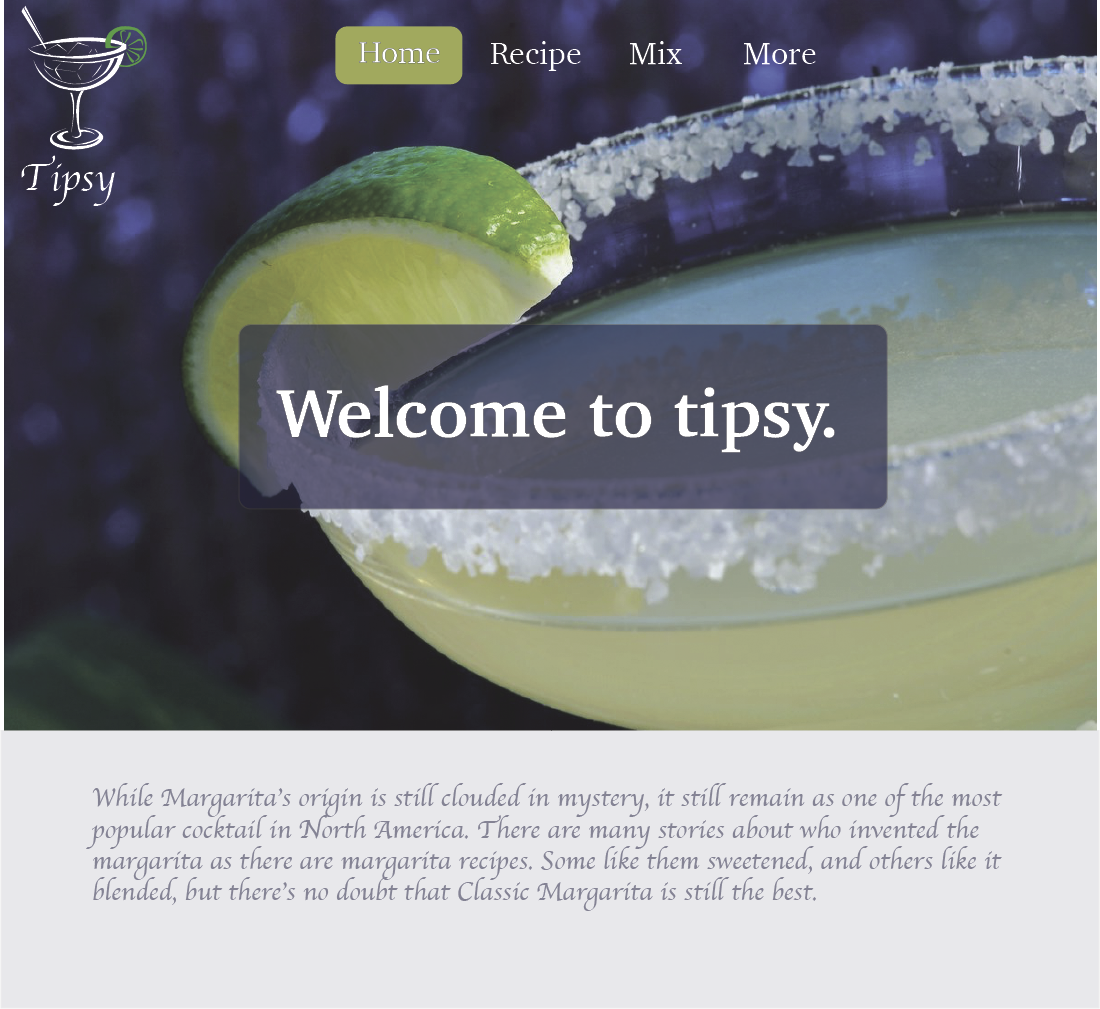 Tipsy
Home Recipe Mix More
Welcome to tipsy.
While Margarita's origin is still clouded in mystery, it still remain as one of the most
popular cocktail in North America. There are many stories about who invented the
margarita as there are margarita recipes. Some like them sweetened, and others like it
blended, but there's no doubt that Classic Margarita is still the best.